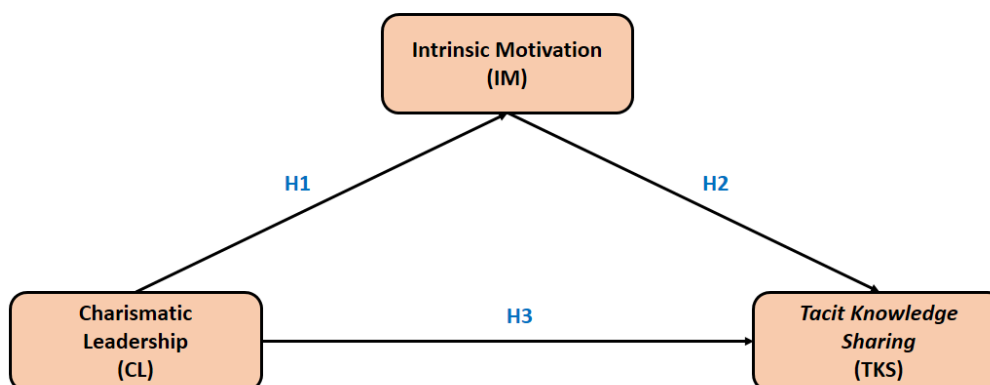 Intrinsic Motivation
(IM)
H1
H2
Charismatic
Leadership
(CL)
H3
Tacit Knowledge
Sharing
(TKS)